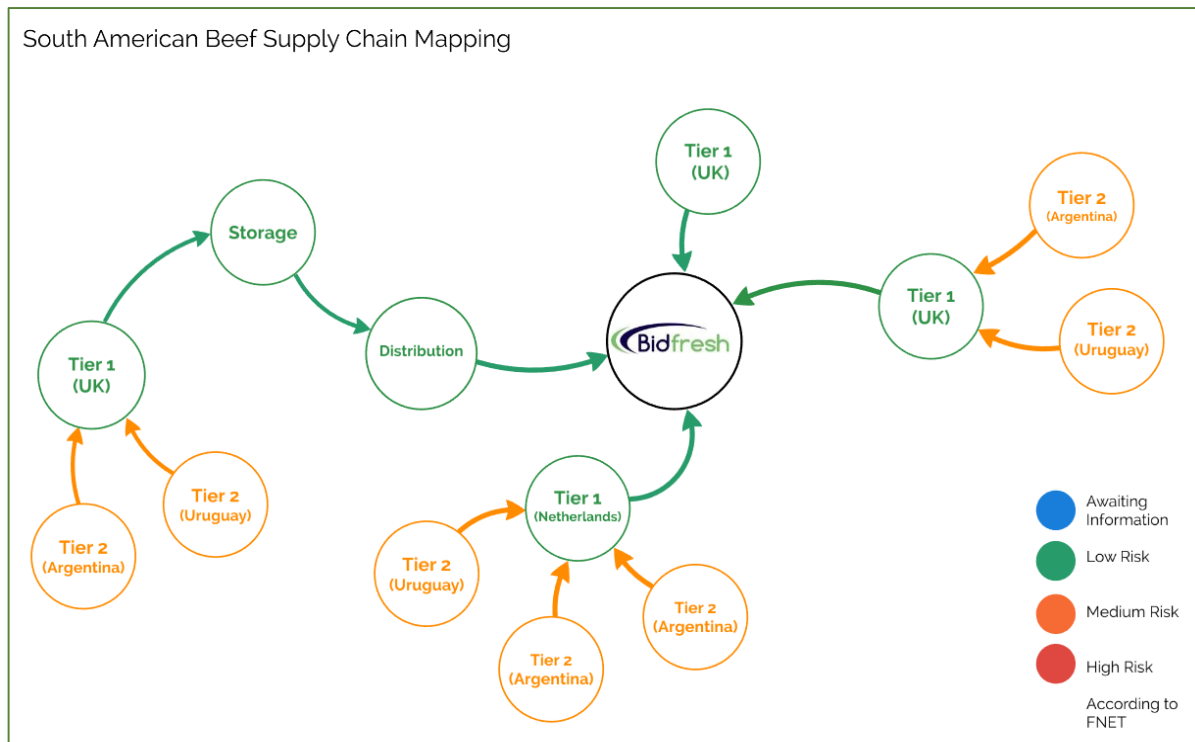 South American Beef Supply Chain Mapping
Tier 1
(UK)
Tier 2
(Argentina)
Storage
Tier 1
(UK)
Tier 2
(Uruguay)
Bidfresh
Distribution
Tier 1
(UK)
Tier 2
(Uruguay)
Tier 2
(Argentina)
Tier 1
(Netherlands)
Tier 2
(Uruguay)
Tier 2
(Argentina)
Tier 2
(Argentina)
Awaiting
Information
Low Risk
Medium Risk
High Risk
According to
FNET